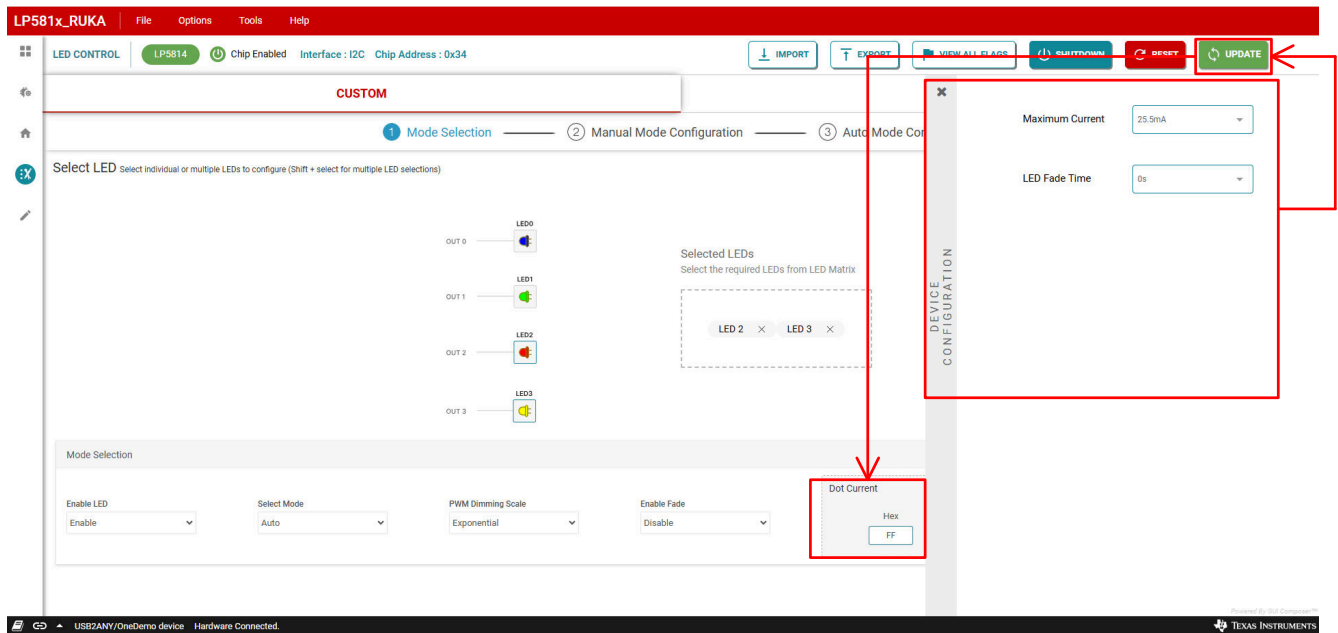 LP581x_RUKA File Options Tools Help
LED CONTROL LP5814 Chip Enabled Interface : I2C Chip Address : 0x34 IMPORT EXPORT VIEW ALL FLAGS SHUTDOWN RESET UPDATE
CUSTOM
1 Mode Selection 2 Manual Mode Configuration 3 Auto Mode Con
Select LED Select individual or multiple LEDs to configure (Shift + select for multiple LED selections)
LED0
OUT 0
LED1
OUT 1
LED2
OUT 2
LED3
OUT 3
Selected LEDs
Select the required LEDs from LED Matrix
LED 2 × LED 3 ×
DEVICE
CONFIGURATION
Maximum Current 25.5mA
LED Fade Time 0s
Mode Selection
Enable LED Select Mode PWM Dimming Scale Enable Fade
Enable Auto Exponential Disable
Dot Current
Hex
FF
Powered By GUI Composer™
USB2ANY/OneDemo device Hardware Connected. TEXAS INSTRUMENTS